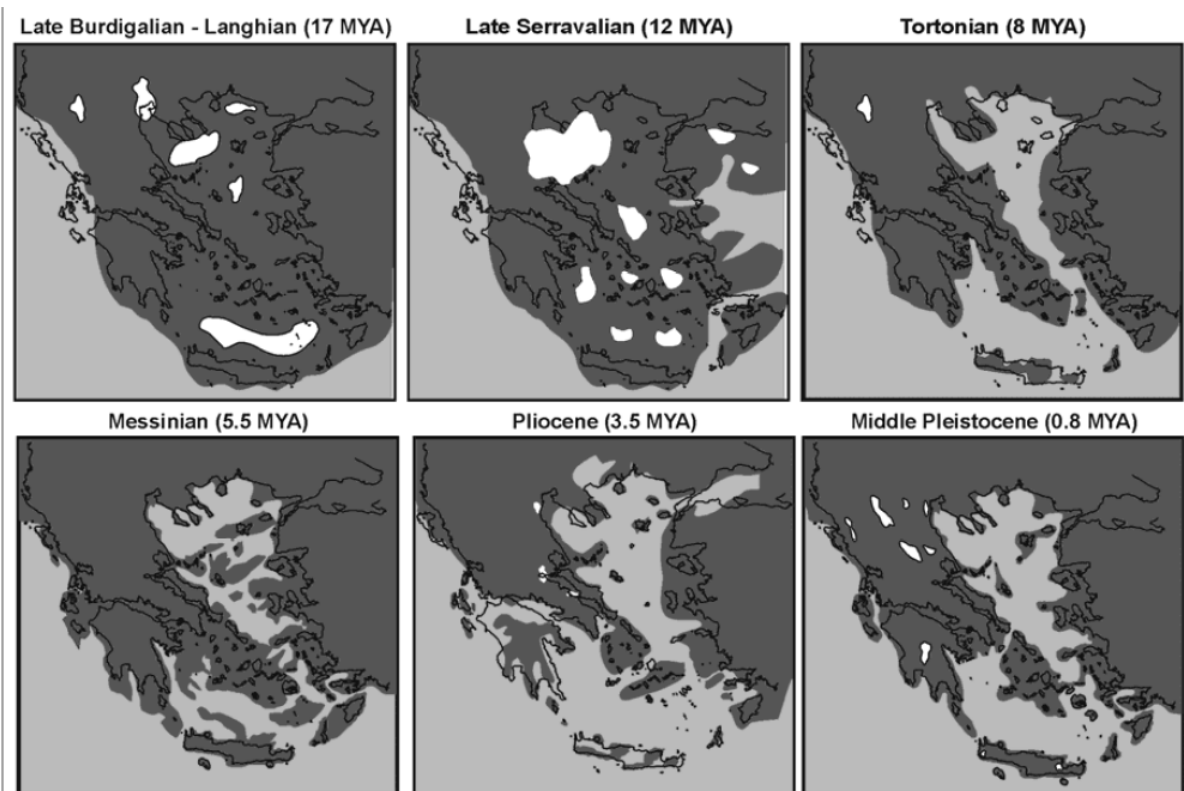 Late Burdigalian - Langhian (17 MYA)
Late Serravalian (12 MYA)
Tortonian (8 MYA)
Messinian (5.5 MYA)
Pliocene (3.5 MYA)
Middle Pleistocene (0.8 MYA)